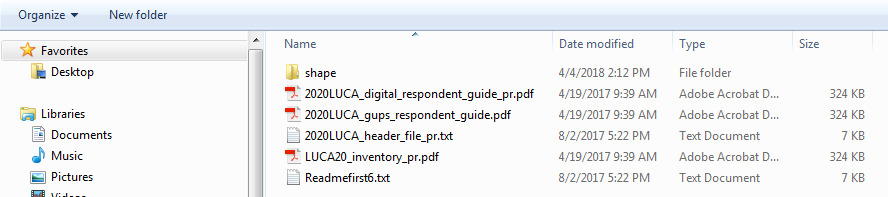 Organize New folder
Favorites
Desktop
Libraries
Documents
Music
Pictures
Videos
Name Date modified Type Size
shape 4/4/2018 2:12 PM File folder
2020LUCA_digital_respondent_guide_pr.pdf 4/19/2017 9:39 AM Adobe Acrobat D... 324 KB
2020LUCA_gups_respondent_guide.pdf 4/19/2017 9:39 AM Adobe Acrobat D... 324 KB
2020LUCA_header_file_pr.txt 8/2/2017 5:22 PM Text Document 7 KB
LUCA20_inventory_pr.pdf 4/19/2017 9:39 AM Adobe Acrobat D... 324 KB
Readmefirst6.txt 8/2/2017 5:22 PM Text Document 7 KB